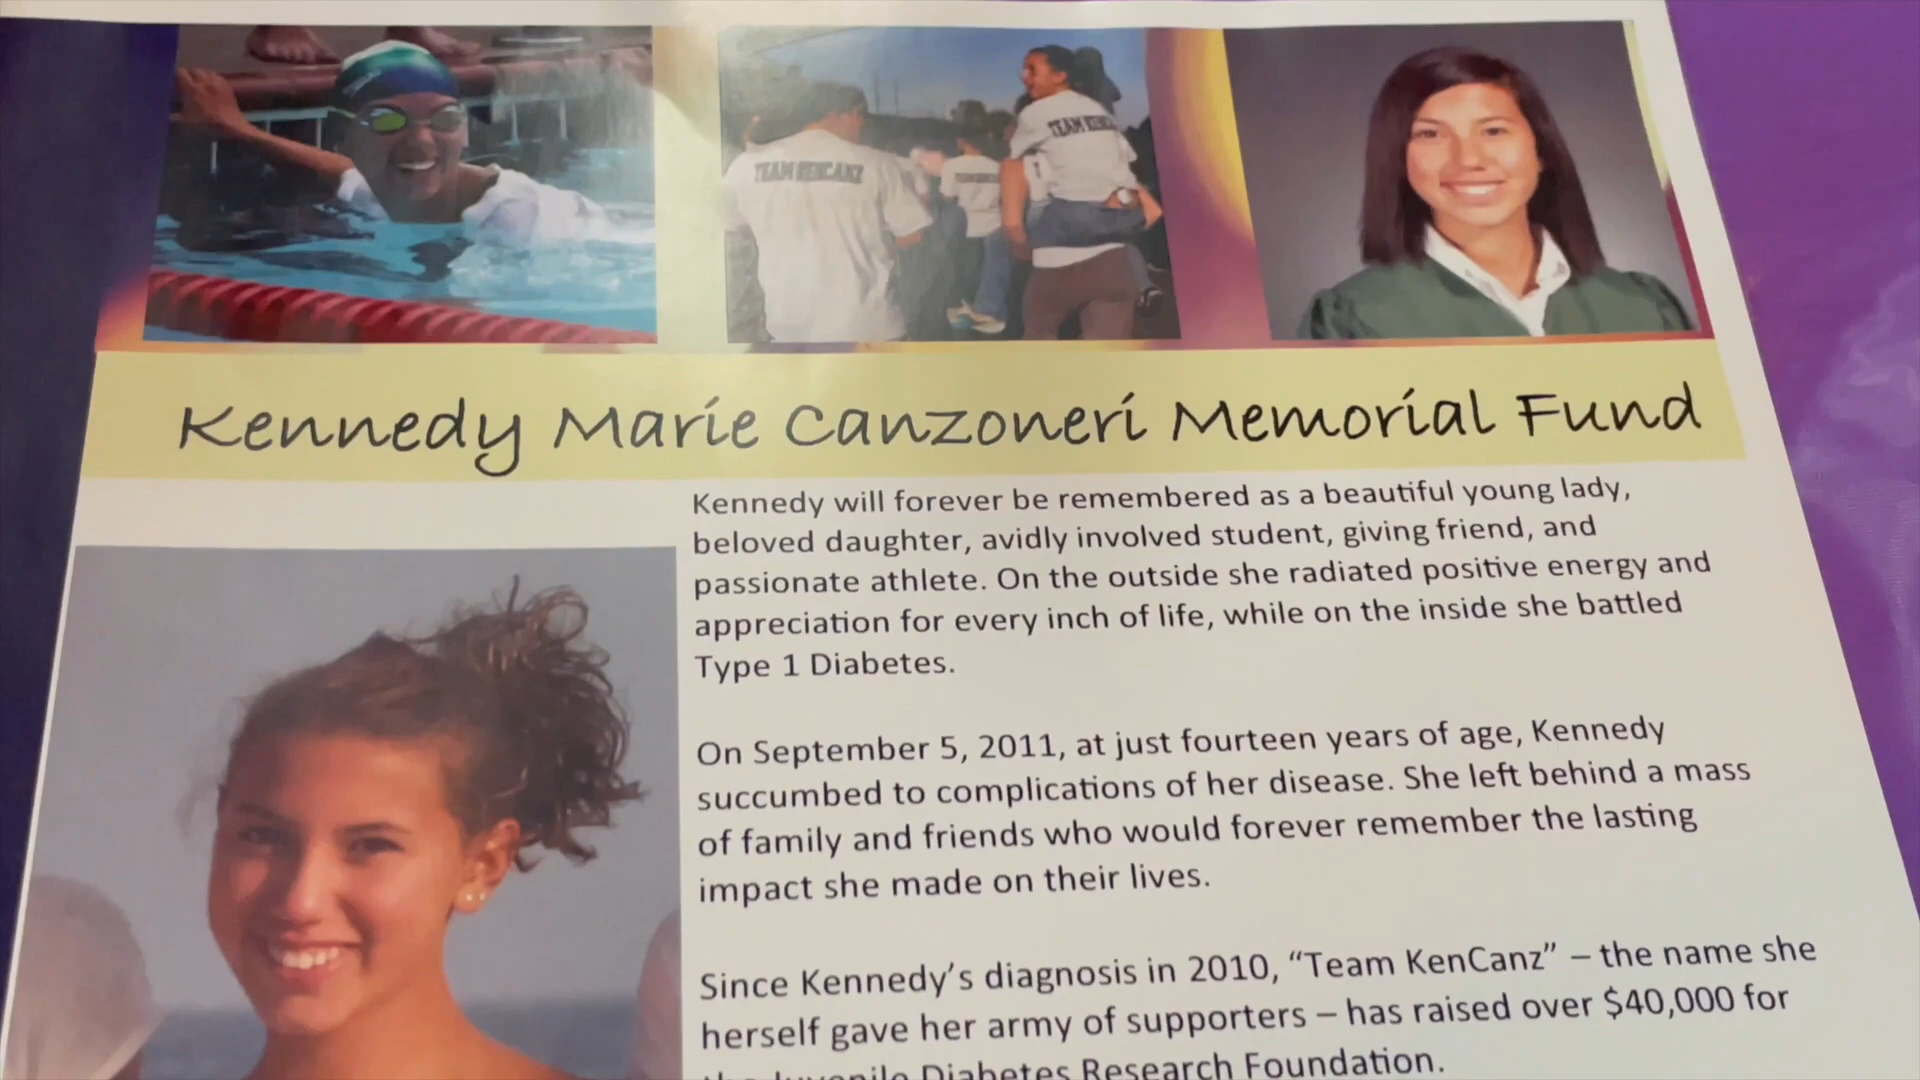 TEAM KENCANZ
TEAM KENCA
Kennedy Marie Canzoneri Memorial Fund
Kennedy will forever be remembered as a beautiful young lady,
beloved daughter, avidly involved student, giving friend, and
passionate athlete. On the outside she radiated positive energy and
appreciation for every inch of life, while on the inside she battled
Type 1 Diabetes.
On September 5, 2011, at just fourteen years of age, Kennedy
succumbed to complications of her disease. She left behind a mass
of family and friends who would forever remember the lasting
impact she made on their lives.
Since Kennedy’s diagnosis in 2010, “Team KenCanz” – the name she
herself gave her army of supporters – has raised over $40,000 for
the Juvenile Diabetes Research Foundation.